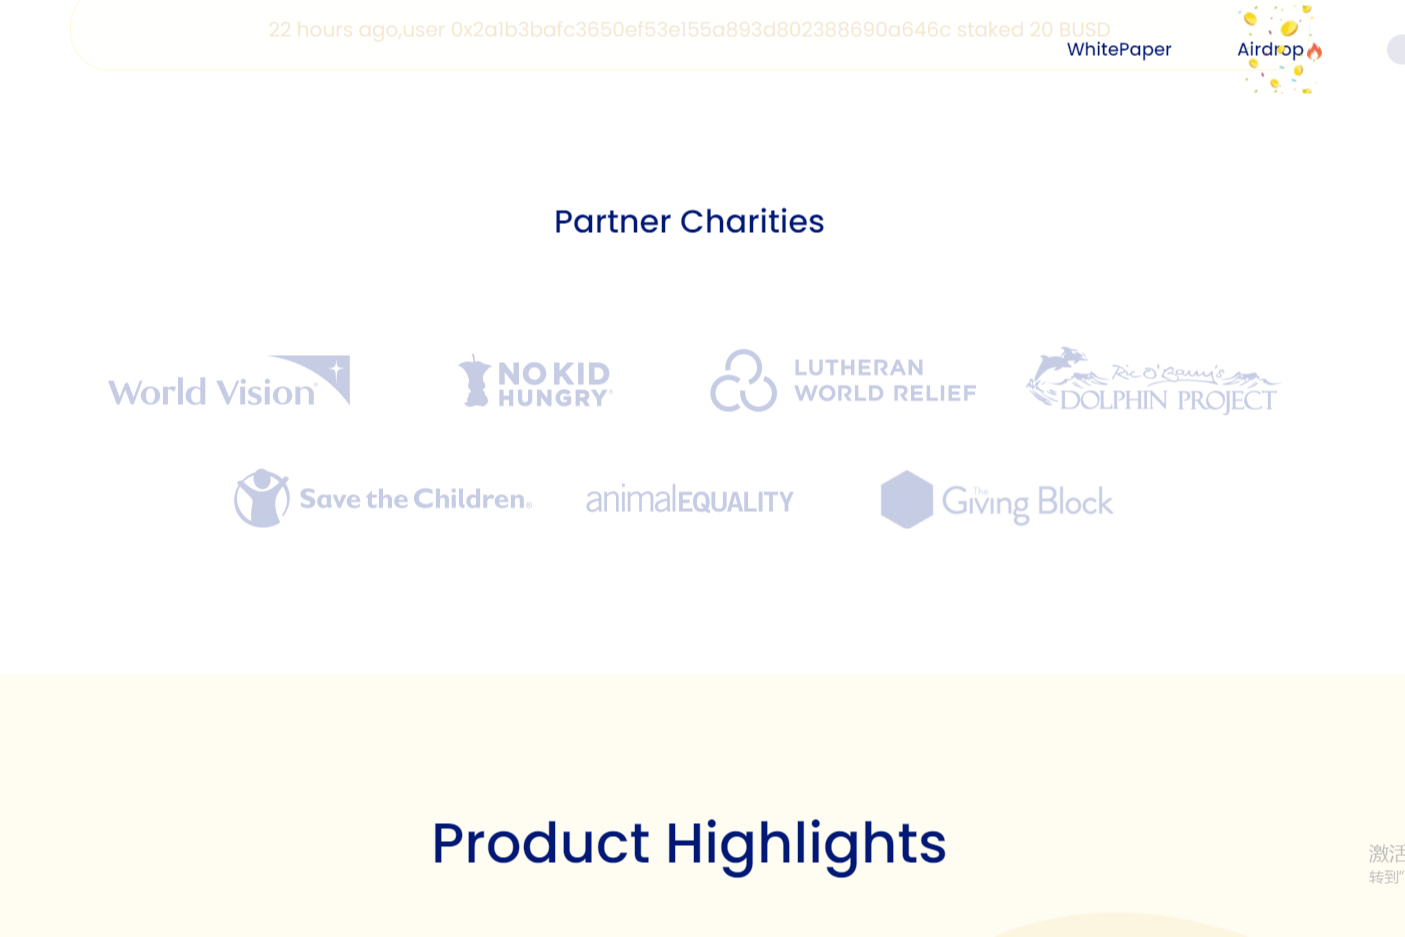 22 hours ago,user 0x2a1b3bafc3650ef53e155a893d802388690a646c staked 20 BUSD
WhitePaper
Airdrop
Partner Charities
World Vision
NO KID
HUNGRY
LUTHERAN
WORLD RELIEF
Ric O'Barry's
DOLPHIN PROJECT
Save the Children®
animalEQUALITY
The
Giving Block
Product Highlights
激活
转到"